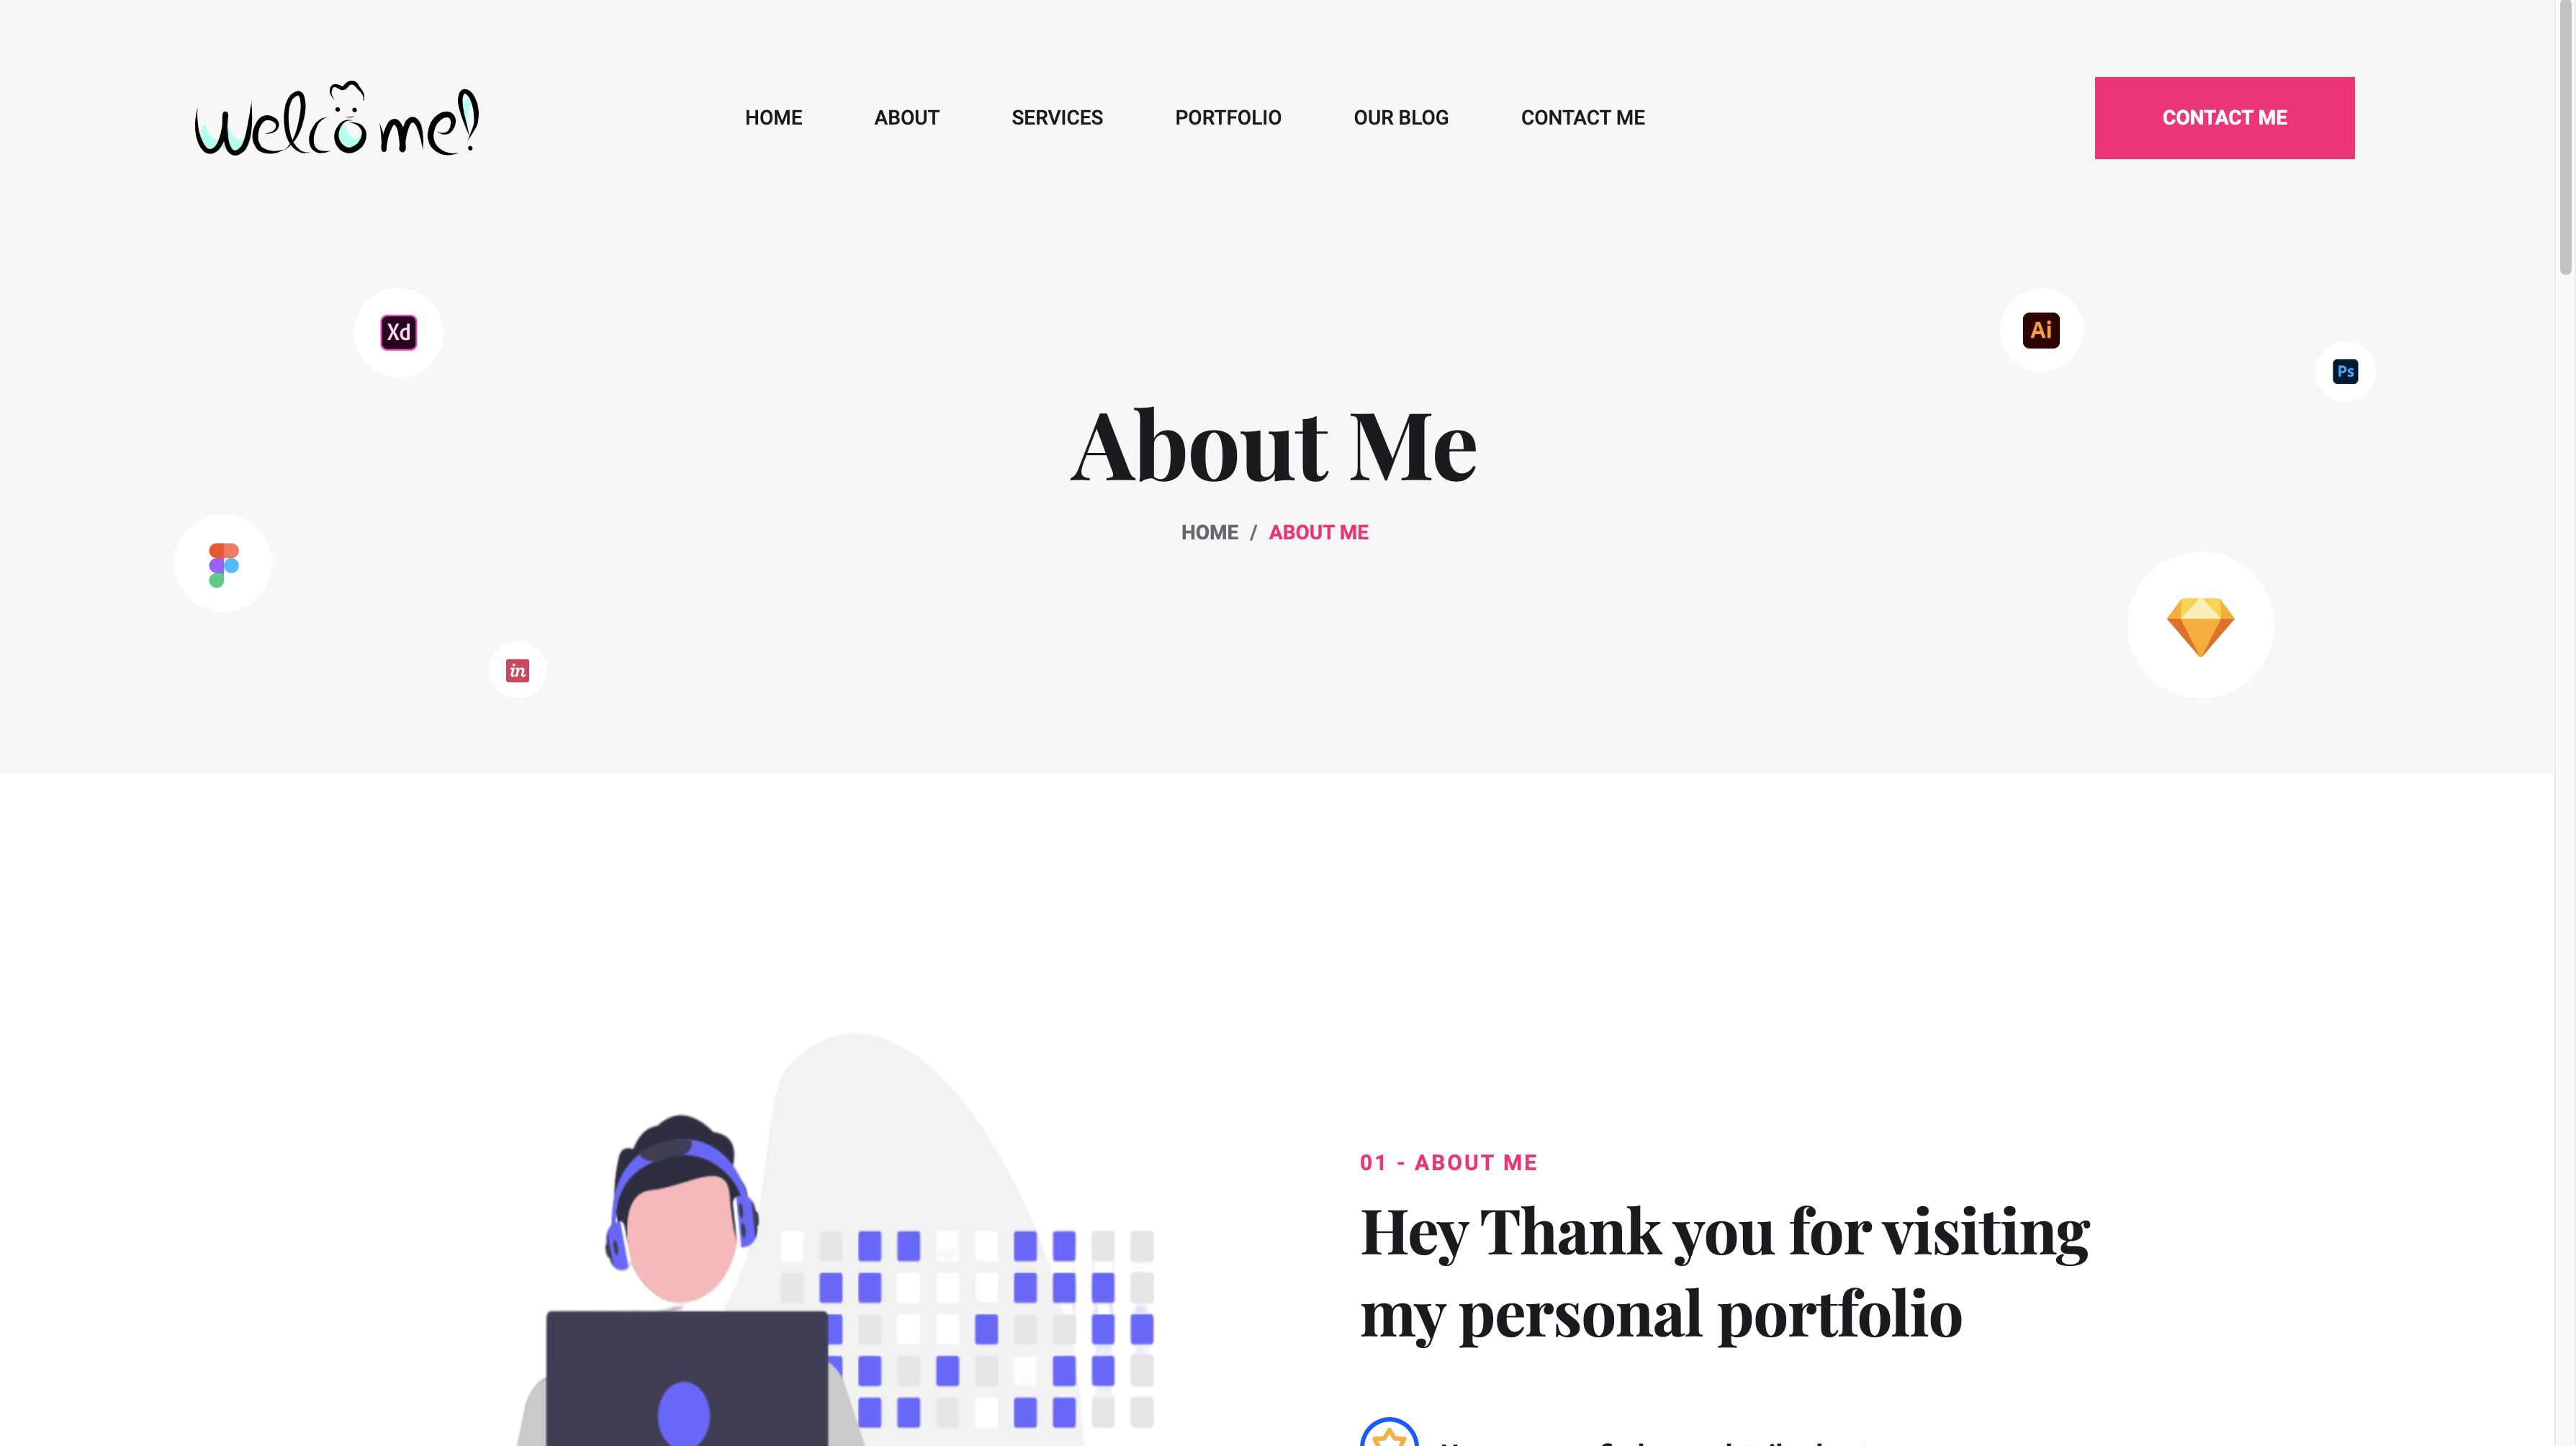 welcome!
HOME
ABOUT
SERVICES
PORTFOLIO
OUR BLOG
CONTACT ME
CONTACT ME
Xd
Ai
Ps
About Me
HOME / ABOUT ME
in
01 - ABOUT ME
Hey Thank you for visiting
my personal portfolio